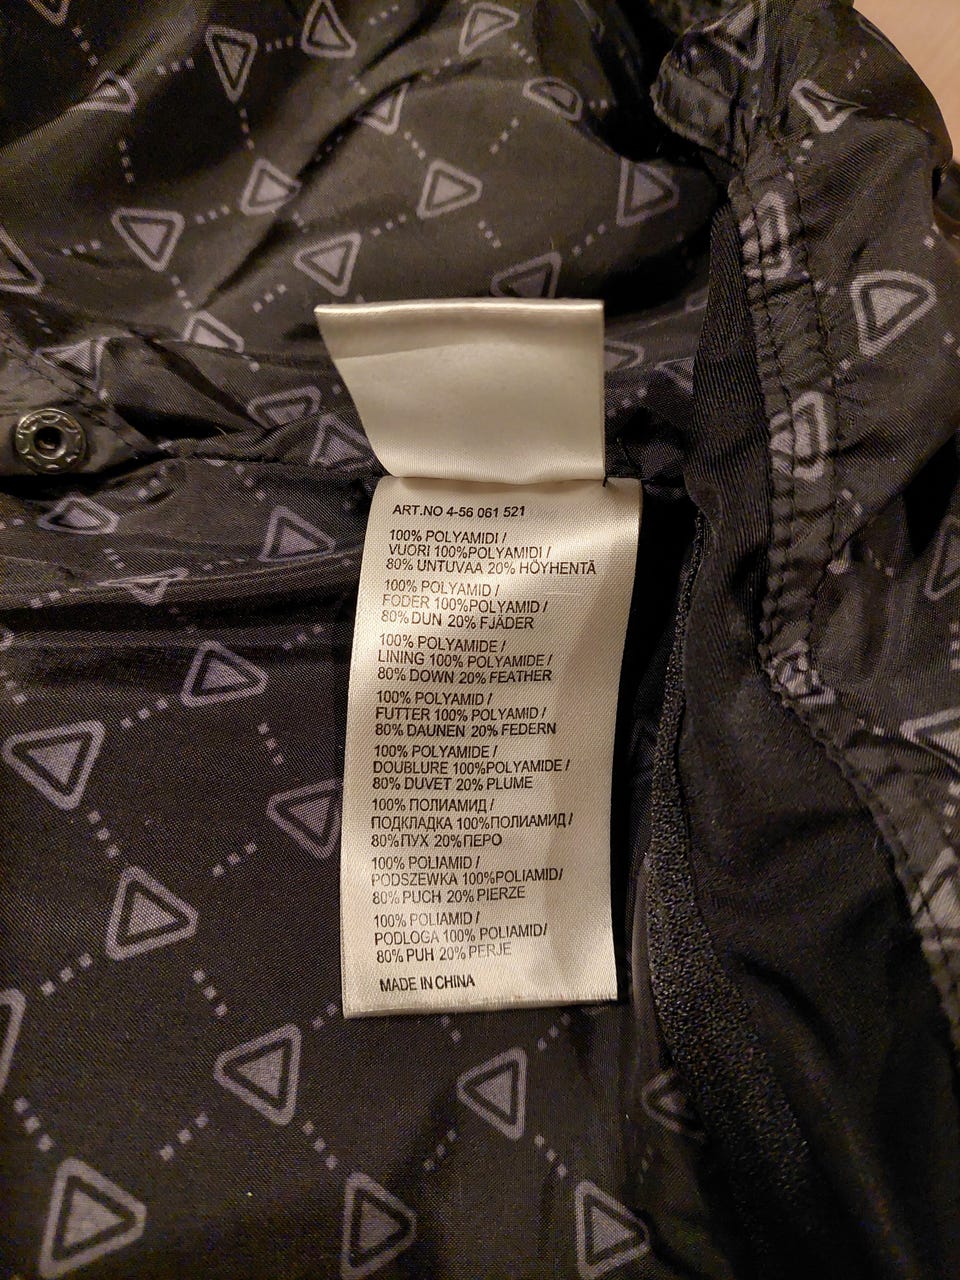 ART.NO 4-56 061 521
100% POLYAMIDI /
VUORI 100%POLYAMIDI /
80% UNTUVAA 20% HÖYHENTÄ
100% POLYAMID /
FODER 100%POLYAMID /
80% DUN 20% FJÄDER
100% POLYAMIDE /
LINING 100% POLYAMIDE /
80% DOWN 20% FEATHER
100% POLYAMID /
FUTTER 100% POLYAMID /
80% DAUNEN 20% FEDERN
100% POLYAMIDE /
DOUBLURE 100%POLYAMIDE /
80% DUVET 20% PLUME
100% ПОЛИАМИД /
ПОДКЛАДКА 100%ПОЛИАМИД /
80%ПУХ 20%ПЕРО
100% POLIAMID /
PODSZEWKA 100%POLIAMID/
80% PUCH 20% PIERZE
100% POLIAMID /
PODLOGA 100% POLIAMID/
80% PUH 20% PERJE
MADE IN CHINA